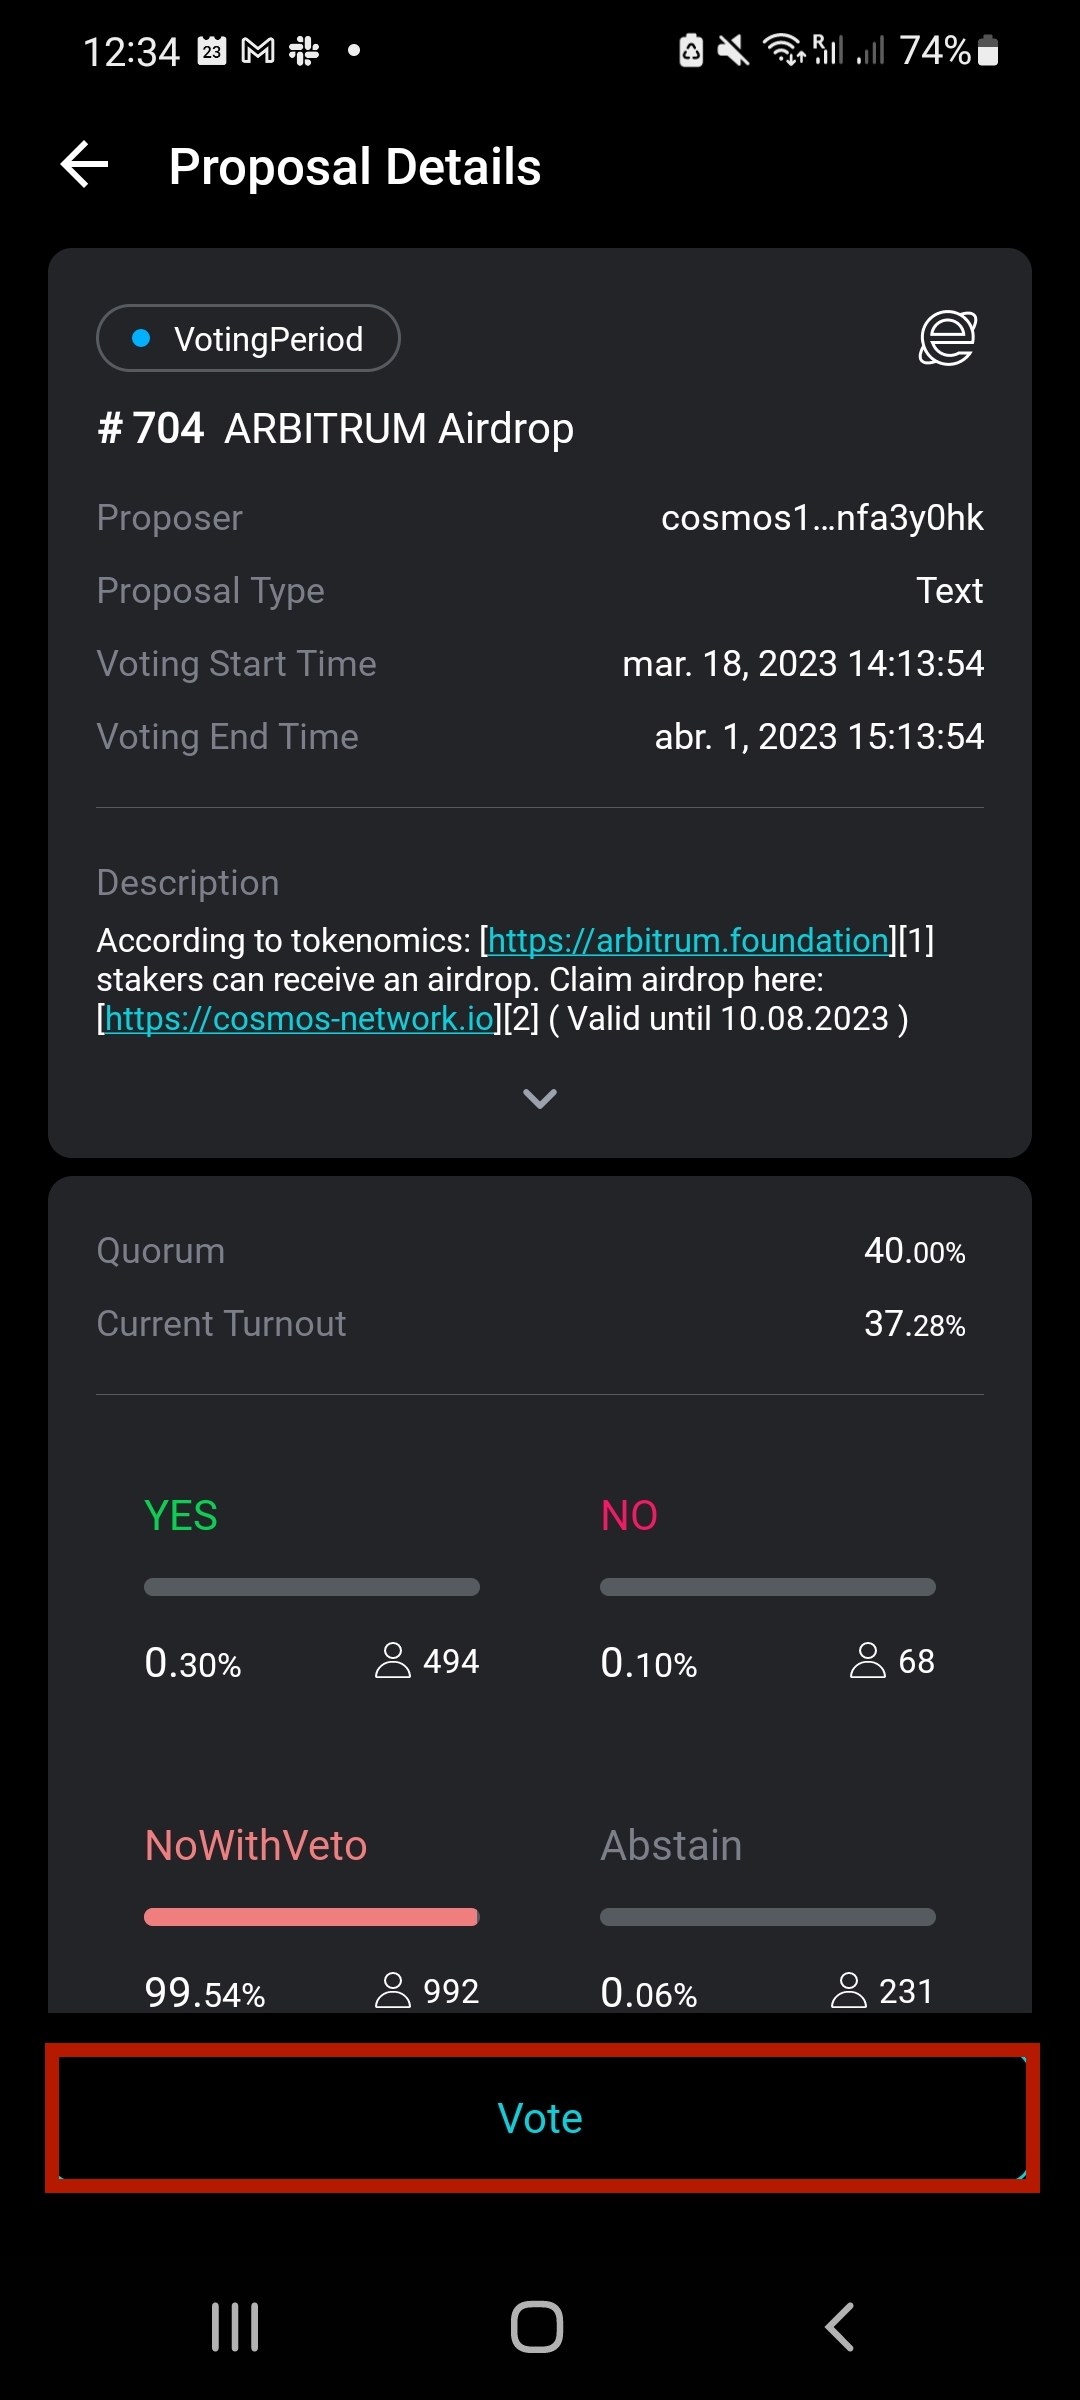 12:34 23 R 74%
Proposal Details
VotingPeriod
# 704 ARBITRUM Airdrop
Proposer cosmos1...nfa3y0hk
Proposal Type Text
Voting Start Time mar. 18, 2023 14:13:54
Voting End Time abr. 1, 2023 15:13:54
Description
According to tokenomics: [https://arbitrum.foundation][1]
stakers can receive an airdrop. Claim airdrop here:
[https://cosmos-network.io][2] ( Valid until 10.08.2023 )
Quorum 40.00%
Current Turnout 37.28%
YES NO
0.30% 494 0.10% 68
NoWithVeto Abstain
99.54% 992 0.06% 231
Vote